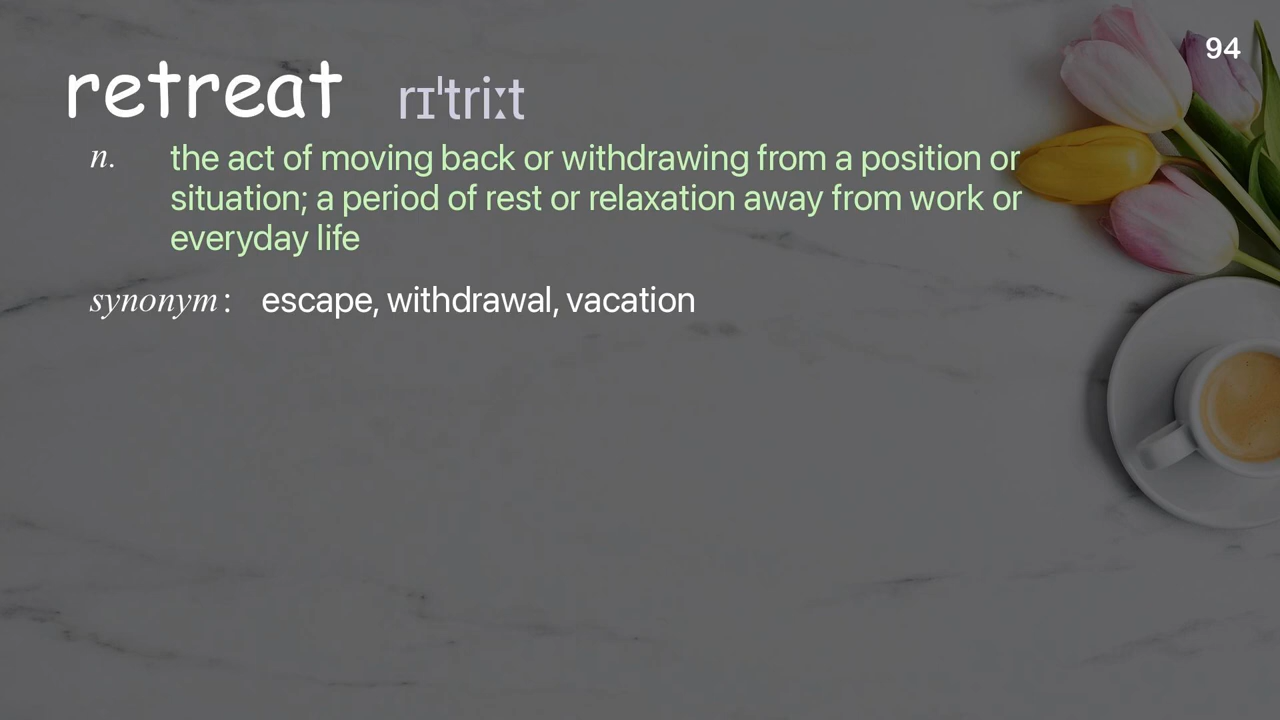 94
retreat rɪˈtriːt
n. the act of moving back or withdrawing from a position or
situation; a period of rest or relaxation away from work or
everyday life
synonym: escape, withdrawal, vacation